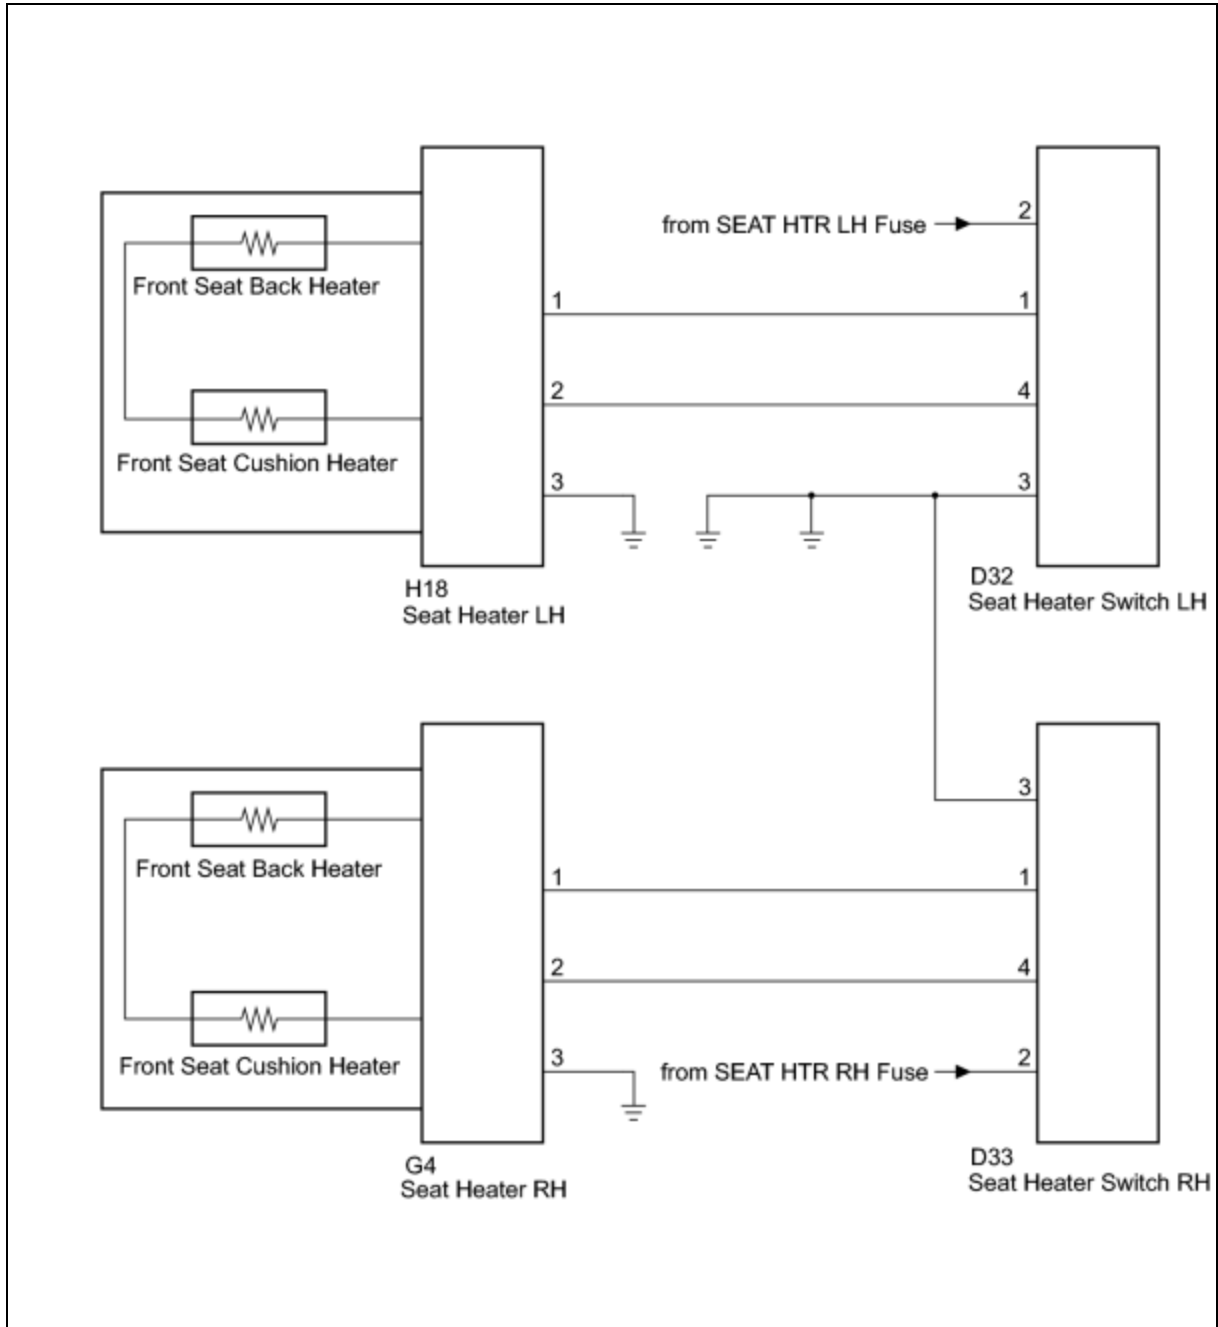 2
from SEAT HTR LH Fuse
Front Seat Back Heater
1
1
2
4
Front Seat Cushion Heater
3
3
H18
Seat Heater LH
D32
Seat Heater Switch LH
3
Front Seat Back Heater
1
1
2
4
Front Seat Cushion Heater
3
from SEAT HTR RH Fuse
2
G4
Seat Heater RH
D33
Seat Heater Switch RH